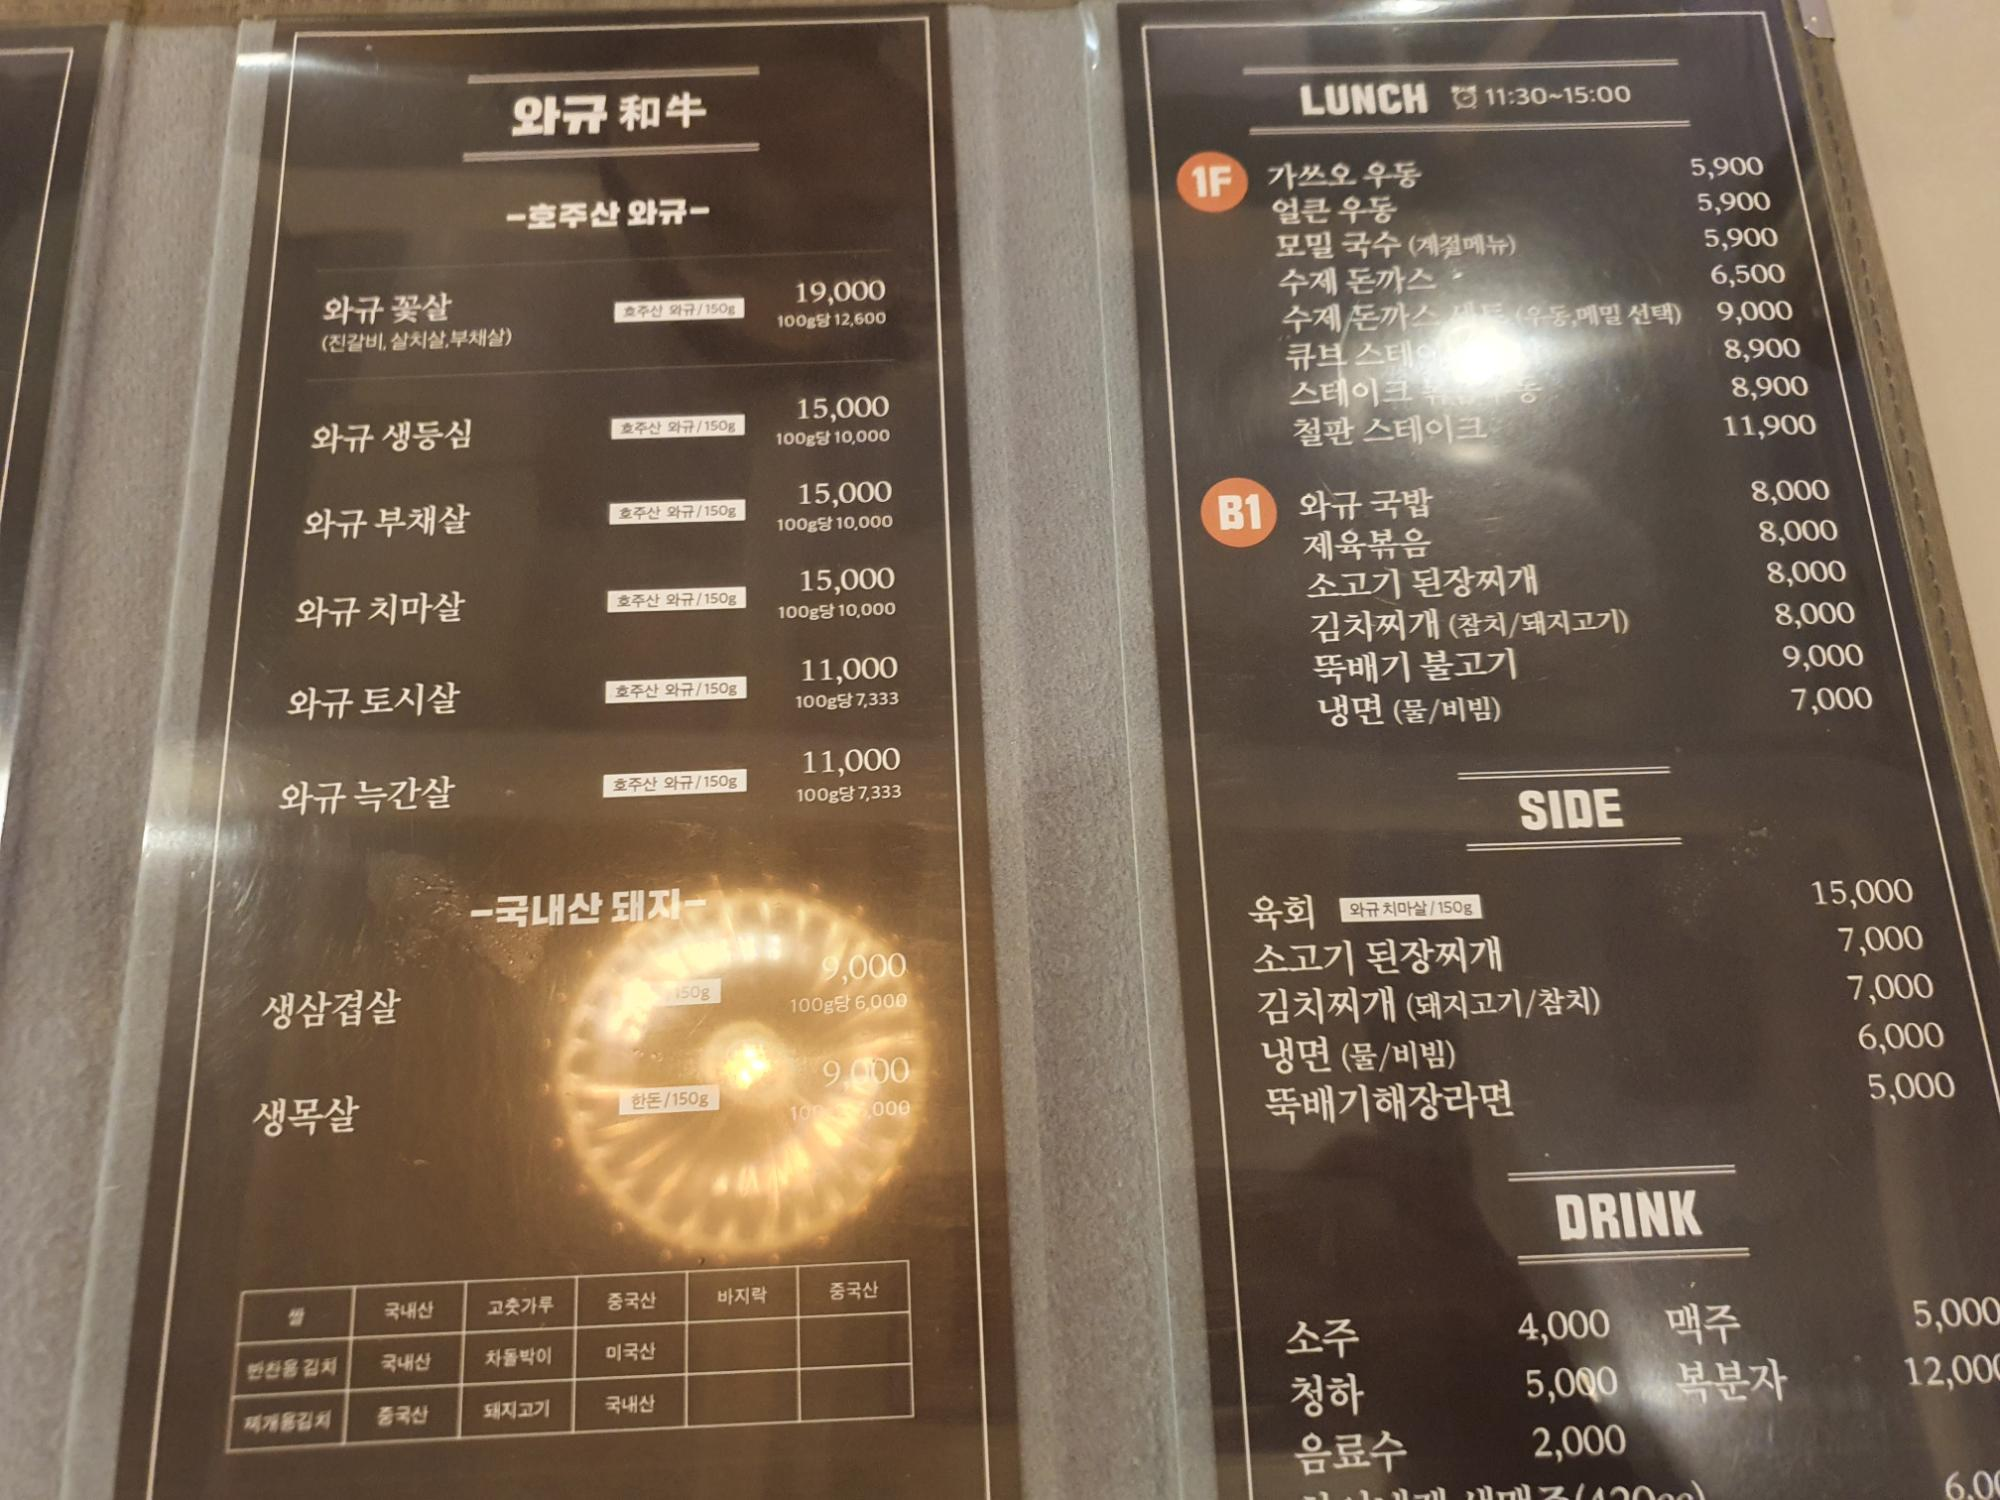 와규 和牛
-호주산 와규-
와규 꽃살 호주산 와규/150g 19,000
(진갈비, 살치살,부채살) 100g당 12,600
와규 생등심 호주산 와규/150g 15,000
100g당 10,000
와규 부채살 호주산 와규/150g 15,000
100g당 10,000
와규 치마살 호주산 와규/150g 15,000
100g당 10,000
와규 토시살 호주산 와규/150g 11,000
100g당 7,333
와규 늑간살 호주산 와규/150g 11,000
100g당 7,333
-국내산 돼지-
생삼겹살 /150g 9,000
100g당 6,000
생목살 한돈/150g 9,000
쌀 국내산 고춧가루 중국산 바지락 중국산
반찬용 김치 국내산 차돌박이 미국산
찌개용김치 중국산 돼지고기 국내산
LUNCH 11:30~15:00
1F 가쓰오 우동 5,900
얼큰 우동 5,900
모밀 국수 (계절메뉴) 5,900
수제 돈까스 6,500
수제 돈까스 세트 (우동,메밀 선택) 9,000
큐브 8,900
스테이크 8,900
철판 스테이크 11,900
B1 와규 국밥 8,000
제육볶음 8,000
소고기 된장찌개 8,000
김치찌개 (참치/돼지고기) 8,000
뚝배기 불고기 9,000
냉면 (물/비빔) 7,000
SIDE
육회 와규치마살/150g 15,000
소고기 된장찌개 7,000
김치찌개 (돼지고기/참치) 7,000
냉면 (물/비빔) 6,000
뚝배기해장라면 5,000
DRINK
소주 4,000 맥주 5,000
청하 5,000 복분자 12,000
음료수 2,000